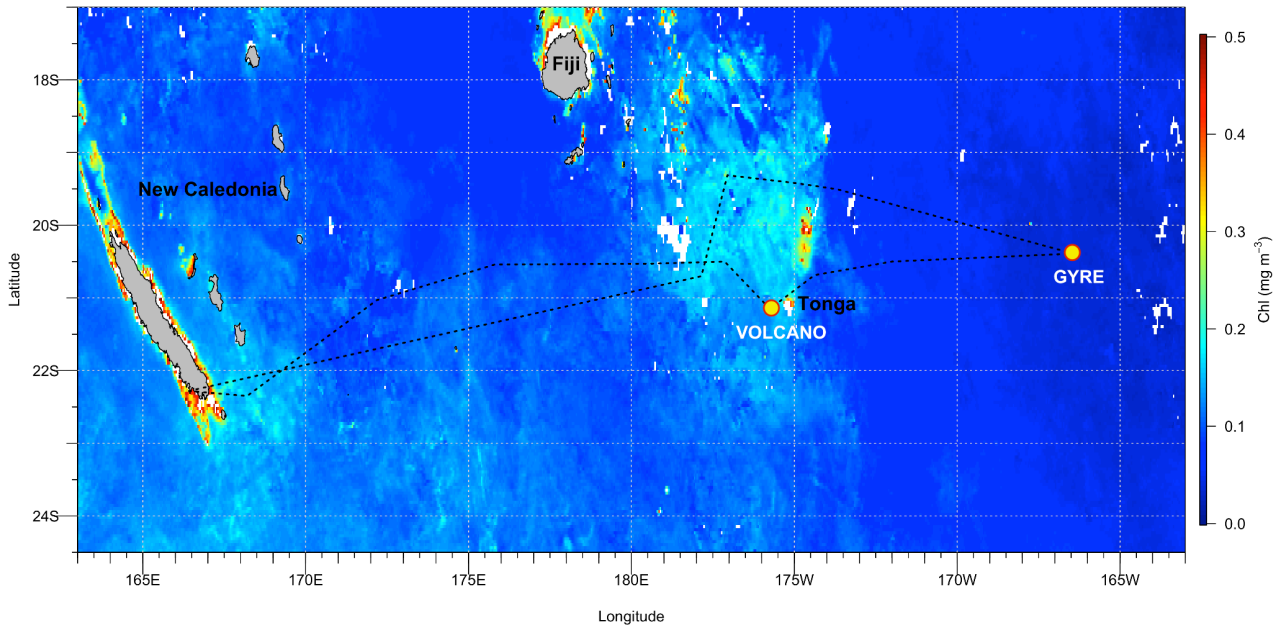 0.5
Fiji
18S
0.4
New Caledonia
0.3
20S
Latitude
Chl (mg m⁻³)
GYRE
Tonga
VOLCANO
0.2
22S
0.1
24S
0.0
165E 170E 175E 180E 175W 170W 165W
Longitude